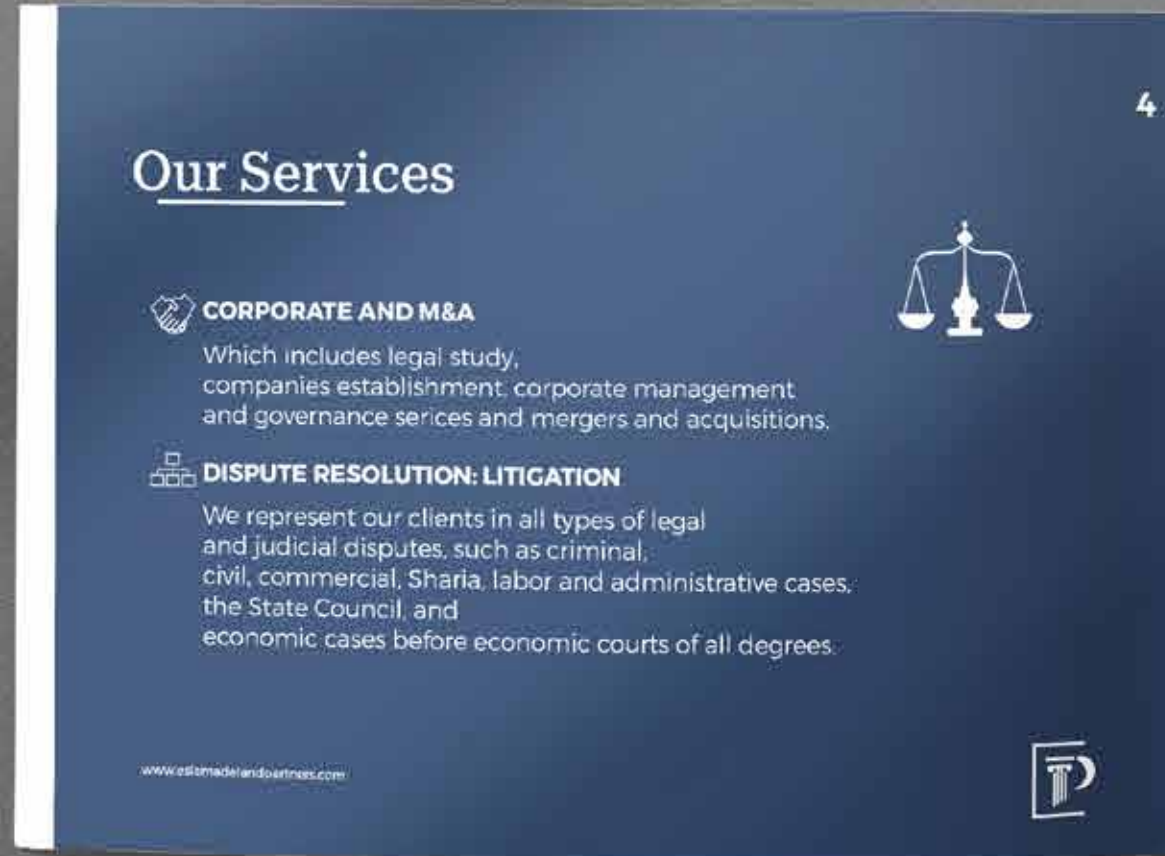 4
Our Services
CORPORATE AND M&A
Which includes legal study,
companies establishment, corporate management
and governance serices and mergers and acquisitions.
DISPUTE RESOLUTION: LITIGATION
We represent our clients in all types of legal
and judicial disputes, such as criminal,
civil, commercial, Sharia, labor and administrative cases,
the State Council, and
economic cases before economic courts of all degrees.